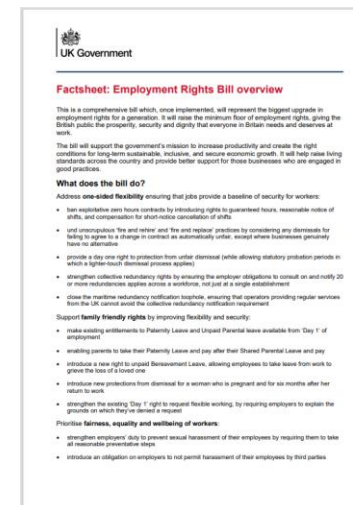 UK Government
Factsheet: Employment Rights Bill overview
This is a comprehensive bill which, once implemented, will represent the biggest upgrade in
employment rights for a generation. It will raise the minimum floor of employment rights, giving the
British public the prosperity, security and dignity that everyone in Britain needs and deserves at
work.
The bill will support the government's mission to increase productivity and create the right
conditions for long-term sustainable, inclusive, and secure economic growth. It will help raise living
standards across the country and provide better support for those businesses who are engaged in
good practices.
What does the bill do?
Address one-sided flexibility ensuring that jobs provide a baseline of security for workers:
• ban exploitative zero hours contracts by introducing rights to guaranteed hours, reasonable notice of
shifts, and compensation for short-notice cancellation of shifts
• end unscrupulous 'fire and rehire' and 'fire and replace' practices by considering any dismissals for
failing to agree to a change in contract as automatically unfair, except where businesses genuinely
have no alternative
• provide a day one right to protection from unfair dismissal (while allowing statutory probation periods in
which a lighter-touch dismissal process applies)
• strengthen collective redundancy rights by ensuring the employer obligations to consult and notify 20
or more redundancies applies across a workforce, not just at a single establishment
• close the maritime redundancy notification loophole, ensuring that operators providing regular services
from the UK cannot avoid the collective redundancy notification requirement
Support family friendly rights by improving flexibility and security:
• make existing entitlements to Paternity Leave and Unpaid Parental leave available from 'Day 1' of
employment
• enabling parents to take their Paternity Leave and pay after their Shared Parental Leave and pay
• introduce a new right to unpaid Bereavement Leave, allowing employees to take leave from work to
grieve the loss of a loved one
• introduce new protections from dismissal for a woman who is pregnant and for six months after her
return to work
• strengthen the existing 'Day 1' right to request flexible working, by requiring employers to explain the
grounds on which they've denied a request
Prioritise fairness, equality and wellbeing of workers:
• strengthen employers' duty to prevent sexual harassment of their employees by requiring them to take
all reasonable preventative steps
• introduce an obligation on employers to not permit harassment of their employees by third parties